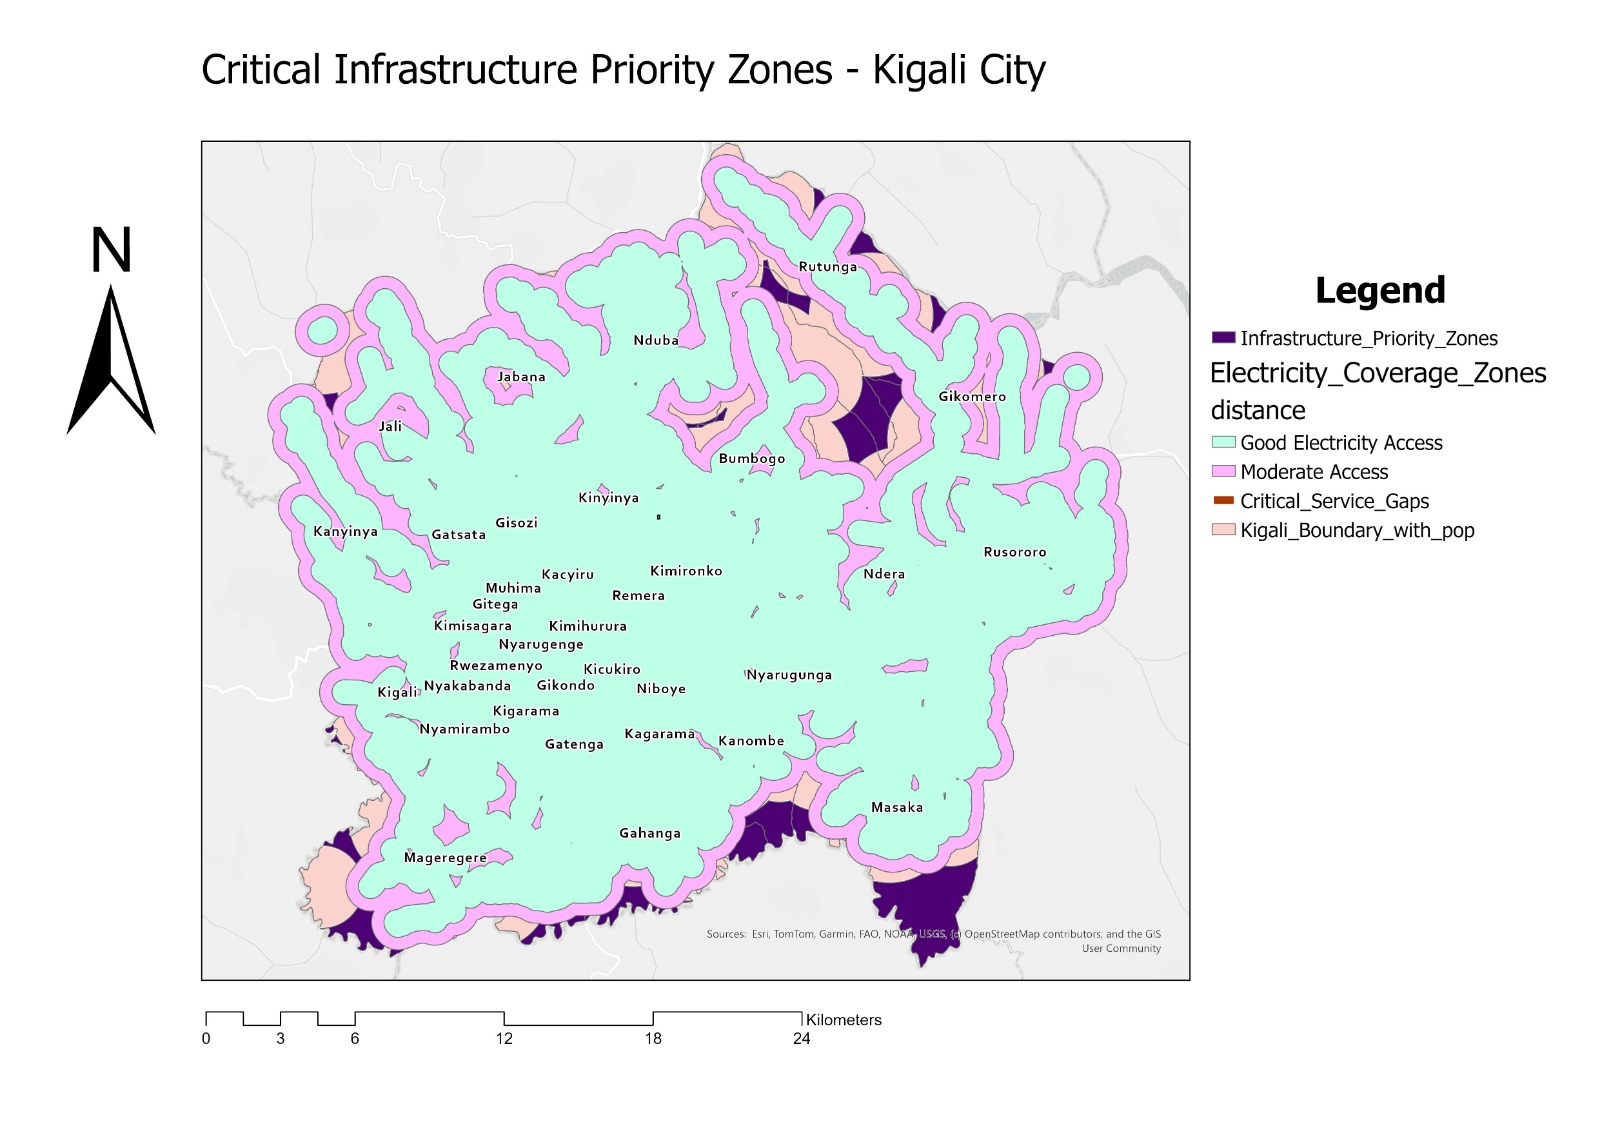 Critical Infrastructure Priority Zones - Kigali City
N
Rutunga
Nduba
Jabana
Gikomero
Jali
Bumbogo
Kinyinya
Gisozi
Kanyinya
Gatsata
Rusororo
Kacyiru
Kimironko
Ndera
Muhima
Remera
Gitega
Kimisagara
Kimihurura
Nyarugenge
Rwezamenyo
Kicukiro
Nyarugunga
Kigali
Nyakabanda
Gikondo
Niboye
Kigarama
Nyamirambo
Kagarama
Kanombe
Gatenga
Masaka
Gahanga
Mageregere
Sources: Esri, TomTom, Garmin, FAO, NOAA, USGS, (c) OpenStreetMap contributors, and the GIS
User Community
Legend
Infrastructure_Priority_Zones
Electricity_Coverage_Zones
distance
Good Electricity Access
Moderate Access
Critical_Service_Gaps
Kigali_Boundary_with_pop
Kilometers
0 3 6 12 18 24